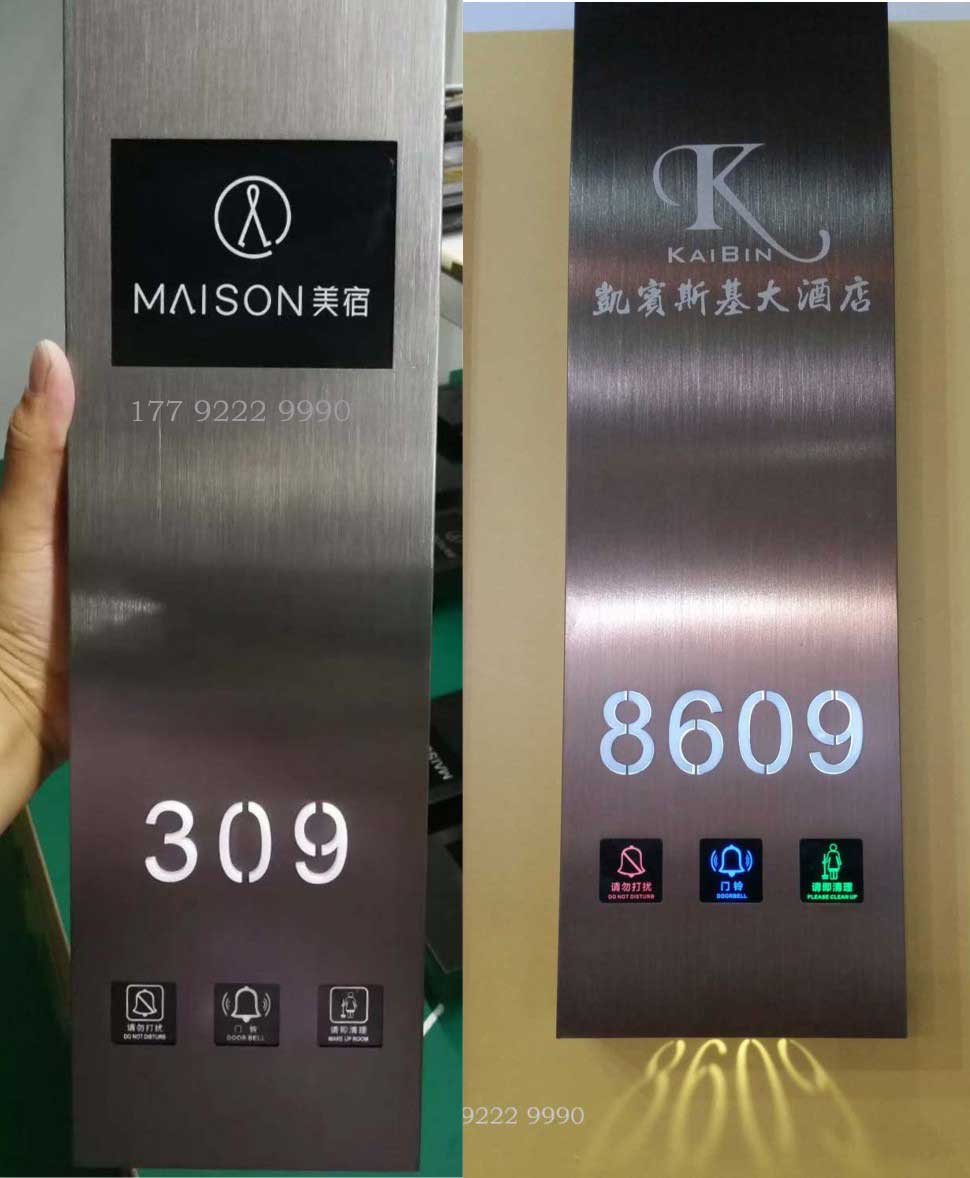 MAISON美宿
177 9222 9990
309
请勿打扰
DO NOT DISTURB
门 铃
DOOR BELL
请即清理
MAKE UP ROOM
K
KAIBIN
凱賓斯基大酒店
8609
请勿打扰
DO NOT DISTURB
门 铃
DOORBELL
请即清理
PLEASE CLEAN UP
8609
9222 9990